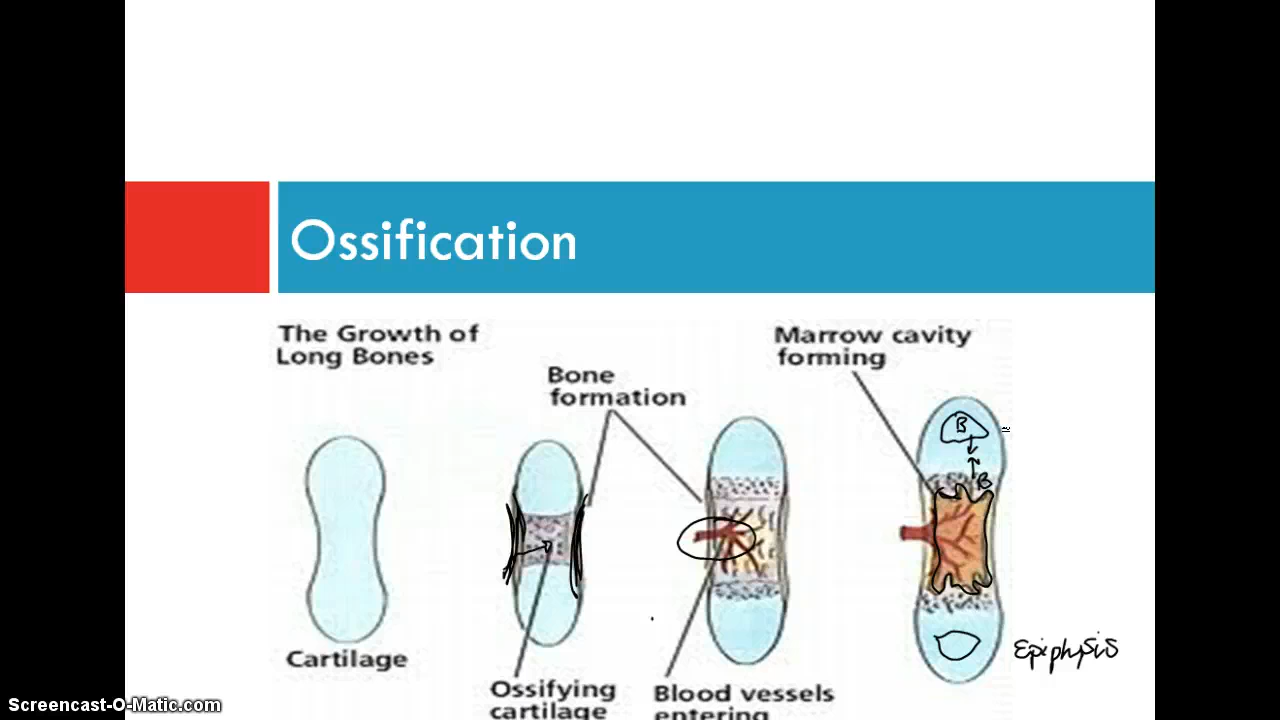 Ossification
The Growth of
Long Bones
Marrow cavity
forming
Bone
formation
B
B
Cartilage
Epiphysis
Ossifying
cartilage
Blood vessels
entering
Screencast-O-Matic.com